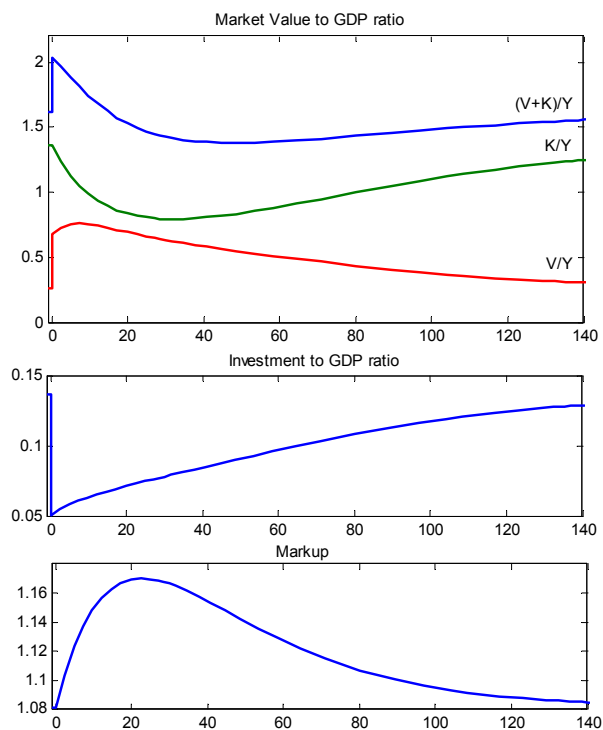 Market Value to GDP ratio
2
1.5
1
0.5
0
(V+K)/Y
K/Y
V/Y
0 20 40 60 80 100 120 140
Investment to GDP ratio
0.15
0.1
0.05
0 20 40 60 80 100 120 140
Markup
1.16
1.14
1.12
1.1
1.08
0 20 40 60 80 100 120 140